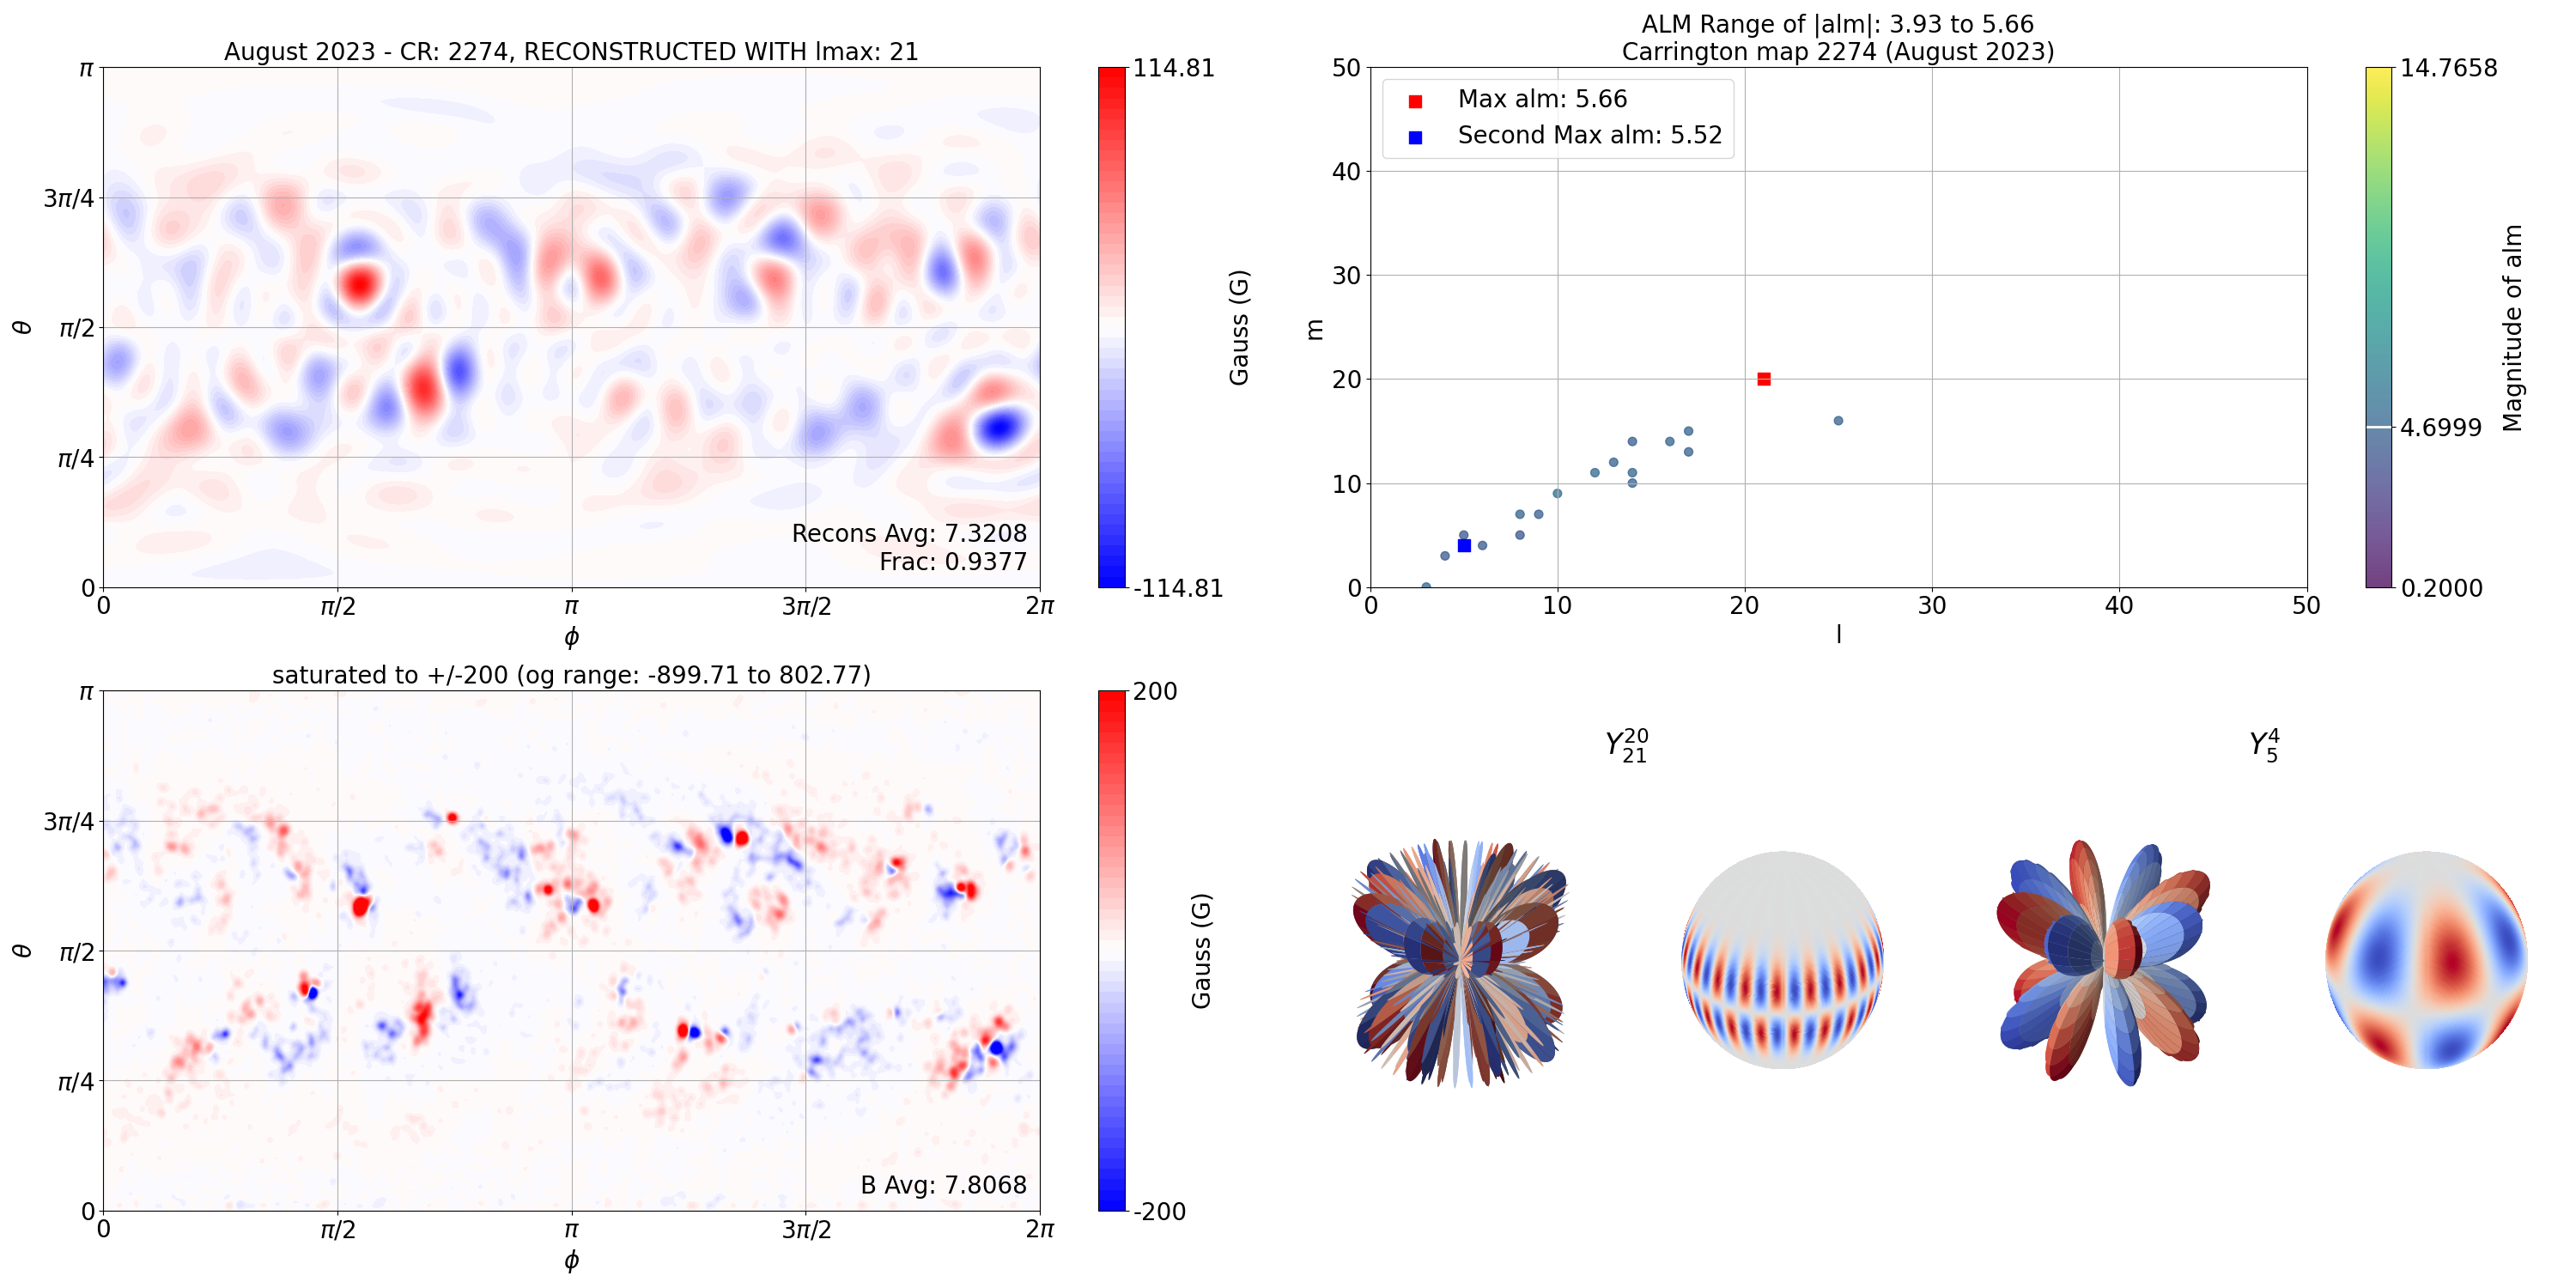 August 2023 - CR: 2274, RECONSTRUCTED WITH lmax: 21
π
3π/4
π/2
π/4
0
θ
0
π/2
π
3π/2
2π
ϕ
Recons Avg: 7.3208
Frac: 0.9377
114.81
-114.81
Gauss (G)
ALM Range of |alm|: 3.93 to 5.66
Carrington map 2274 (August 2023)
Max alm: 5.66
Second Max alm: 5.52
50
40
30
20
10
0
m
0
10
20
30
40
50
l
14.7658
4.6999
0.2000
Magnitude of alm
saturated to +/-200 (og range: -899.71 to 802.77)
π
3π/4
π/2
π/4
0
θ
0
π/2
π
3π/2
2π
ϕ
B Avg: 7.8068
200
-200
Gauss (G)
Y_{21}^{20}
Y_5^4